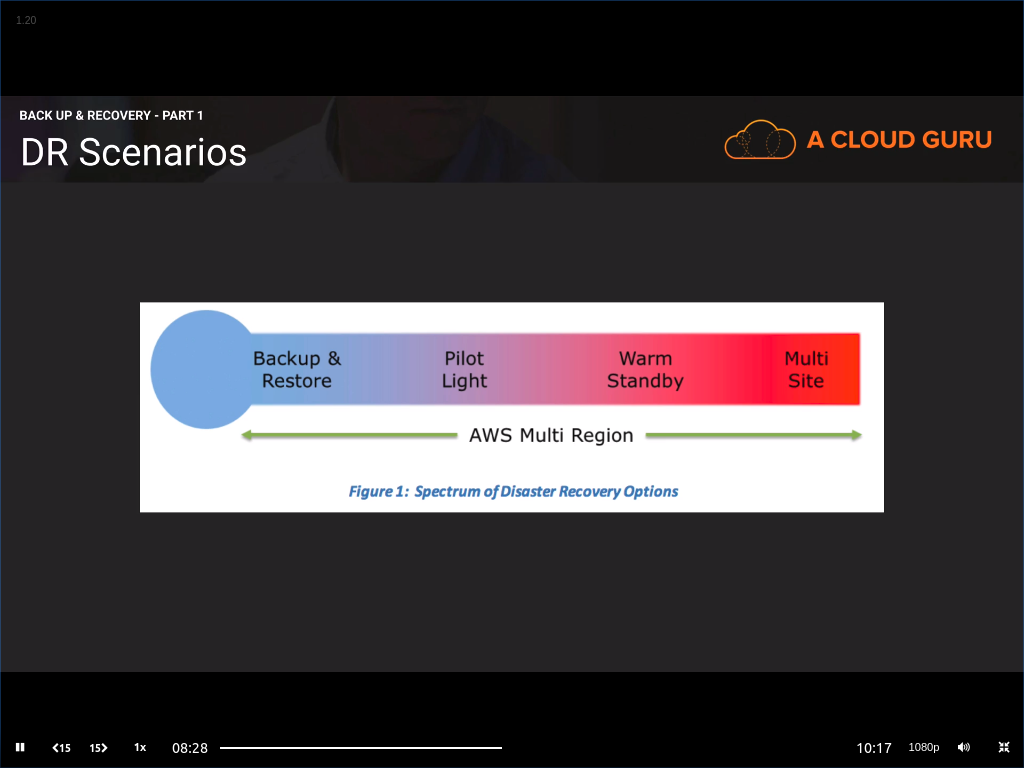 1.20
BACK UP & RECOVERY - PART 1
DR Scenarios
A CLOUD GURU
Backup &
Restore
Pilot
Light
Warm
Standby
Multi
Site
AWS Multi Region
Figure 1: Spectrum of Disaster Recovery Options
15
15
1x
08:28
10:17
1080p